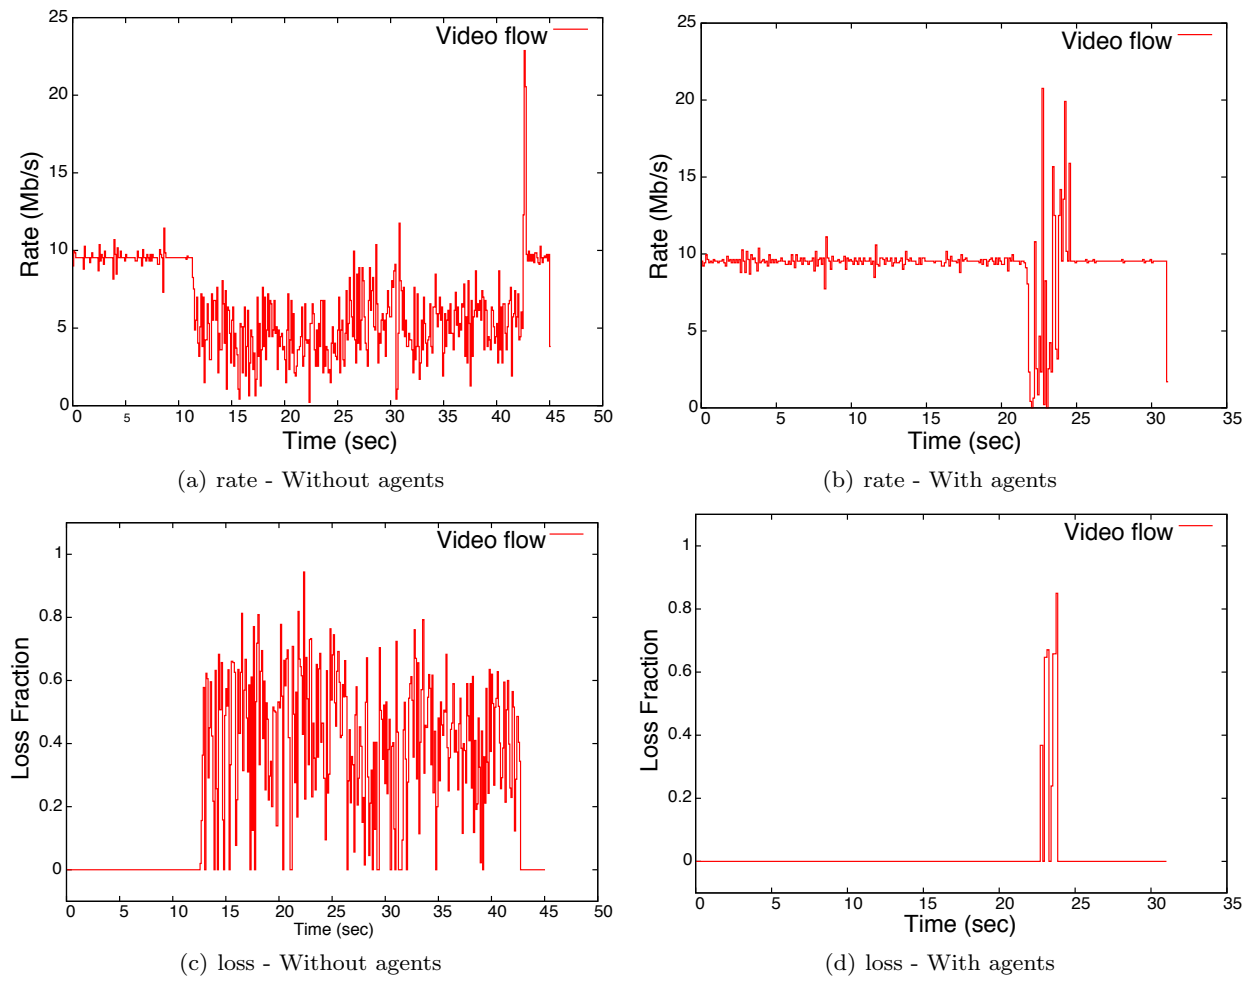 Video flow
25
20
15
10
5
0
Rate (Mb/s)
0 5 10 15 20 25 30 35 40 45 50
Time (sec)
(a) rate - Without agents
Video flow
25
20
15
10
5
0
Rate (Mb/s)
0 5 10 15 20 25 30 35
Time (sec)
(b) rate - With agents
Video flow
1
0.8
0.6
0.4
0.2
0
Loss Fraction
0 5 10 15 20 25 30 35 40 45 50
Time (sec)
(c) loss - Without agents
Video flow
1
0.8
0.6
0.4
0.2
0
Loss Fraction
0 5 10 15 20 25 30 35
Time (sec)
(d) loss - With agents